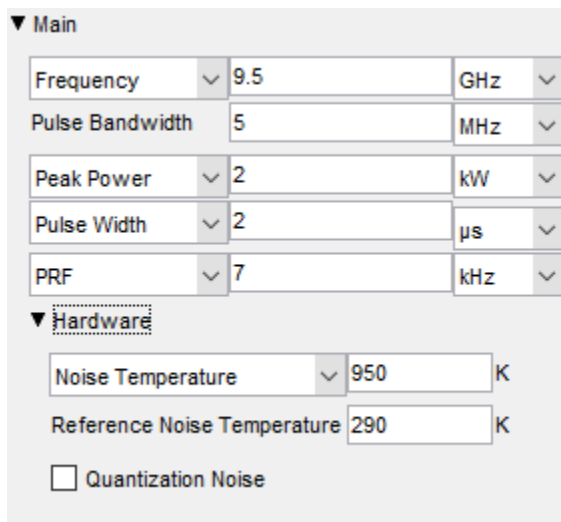 Main
Frequency 9.5 GHz
Pulse Bandwidth 5 MHz
Peak Power 2 kW
Pulse Width 2 µs
PRF 7 kHz
Hardware
Noise Temperature 950 K
Reference Noise Temperature 290 K
Quantization Noise